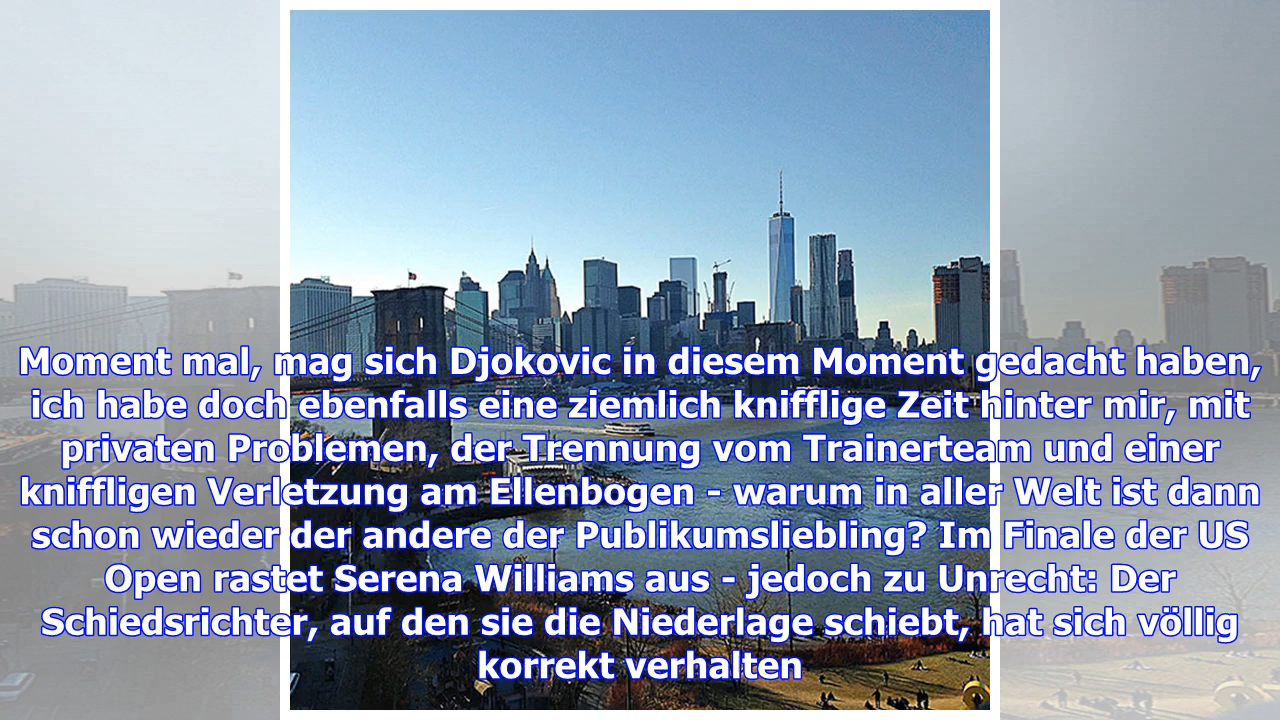 Moment mal, mag sich Djokovic in diesem Moment gedacht haben,
ich habe doch ebenfalls eine ziemlich knifflige Zeit hinter mir, mit
privaten Problemen, der Trennung vom Trainerteam und einer
kniffligen Verletzung am Ellenbogen - warum in aller Welt ist dann
schon wieder der andere der Publikumsliebling? Im Finale der US
Open rastet Serena Williams aus - jedoch zu Unrecht: Der
Schiedsrichter, auf den sie die Niederlage schiebt, hat sich völlig
korrekt verhalten